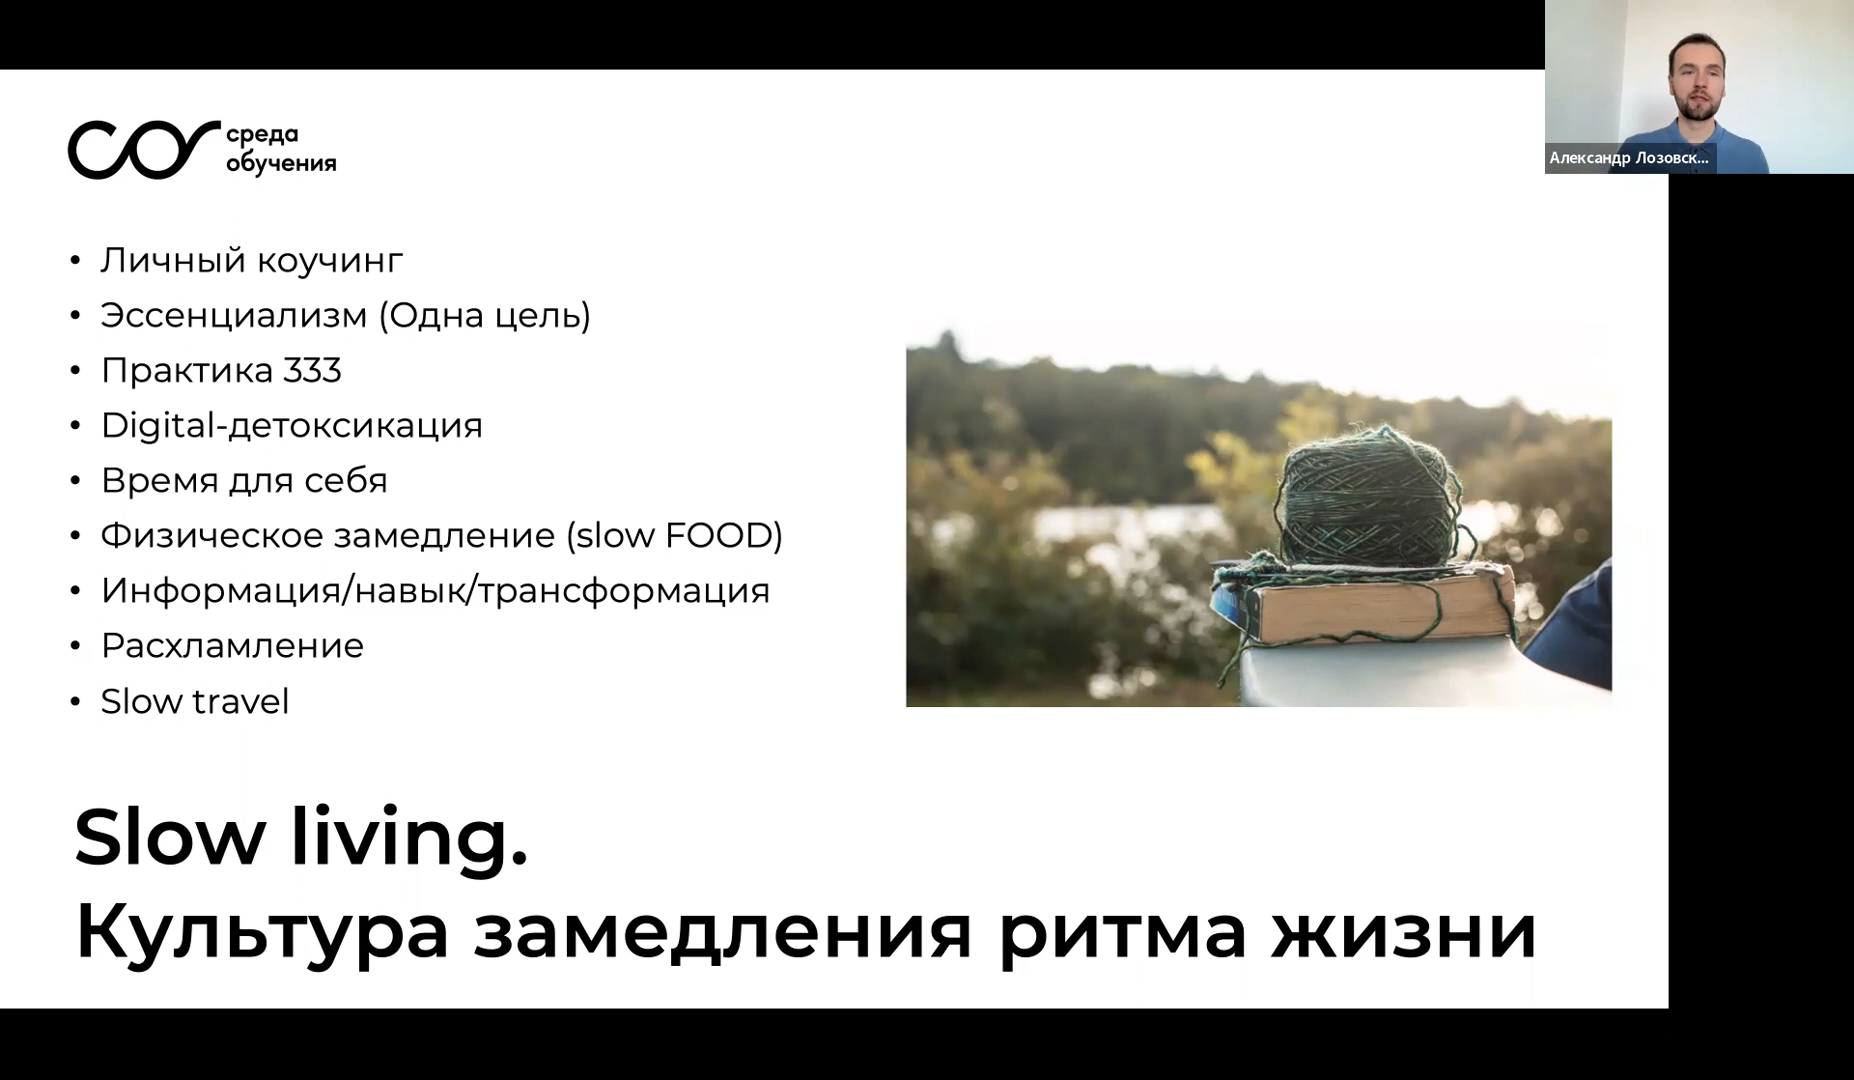 среда
обучения
Александр Лозовск...
• Личный коучинг
• Эссенциализм (Одна цель)
• Практика 333
• Digital-детоксикация
• Время для себя
• Физическое замедление (slow FOOD)
• Информация/навык/трансформация
• Расхламление
• Slow travel
Slow living.
Культура замедления ритма жизни